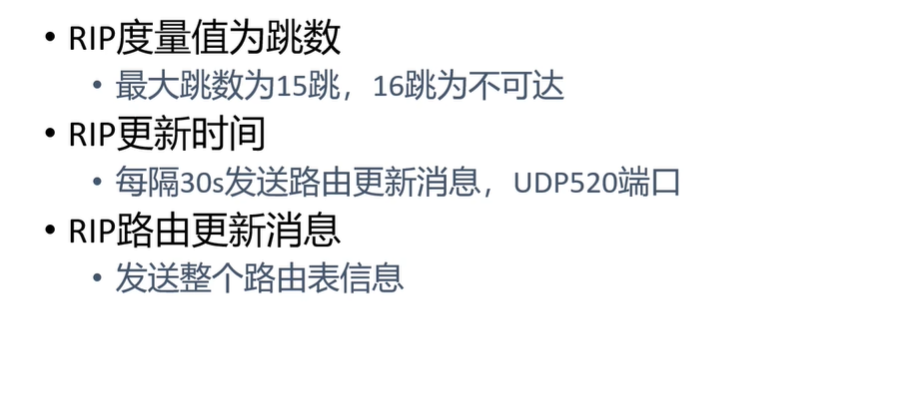 • RIP度量值为跳数
• 最大跳数为15跳，16跳为不可达
• RIP更新时间
• 每隔30s发送路由更新消息，UDP520端口
• RIP路由更新消息
• 发送整个路由表信息